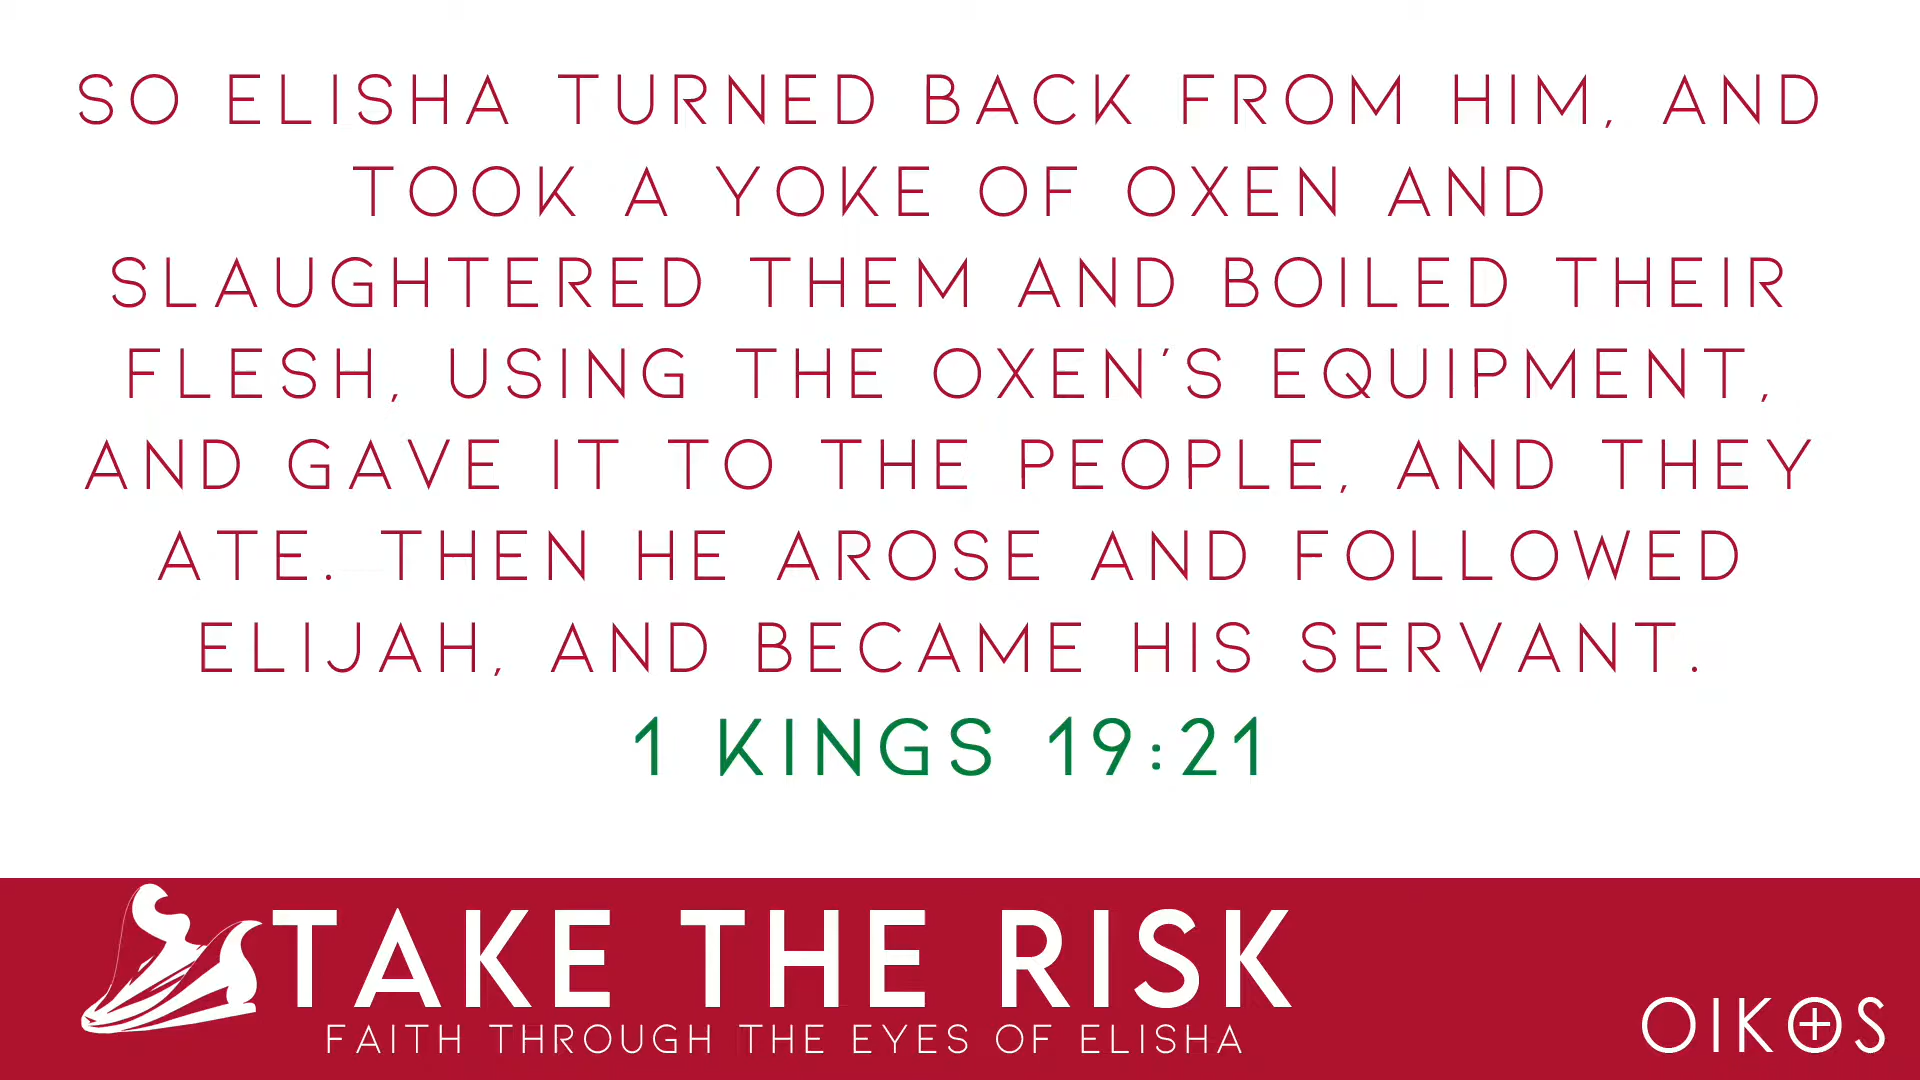 SO ELISHA TURNED BACK FROM HIM, AND
TOOK A YOKE OF OXEN AND
SLAUGHTERED THEM AND BOILED THEIR
FLESH, USING THE OXEN'S EQUIPMENT,
AND GAVE IT TO THE PEOPLE, AND THEY
ATE. THEN HE AROSE AND FOLLOWED
ELIJAH, AND BECAME HIS SERVANT.
1 KINGS 19:21
TAKE THE RISK
FAITH THROUGH THE EYES OF ELISHA
OIKOS